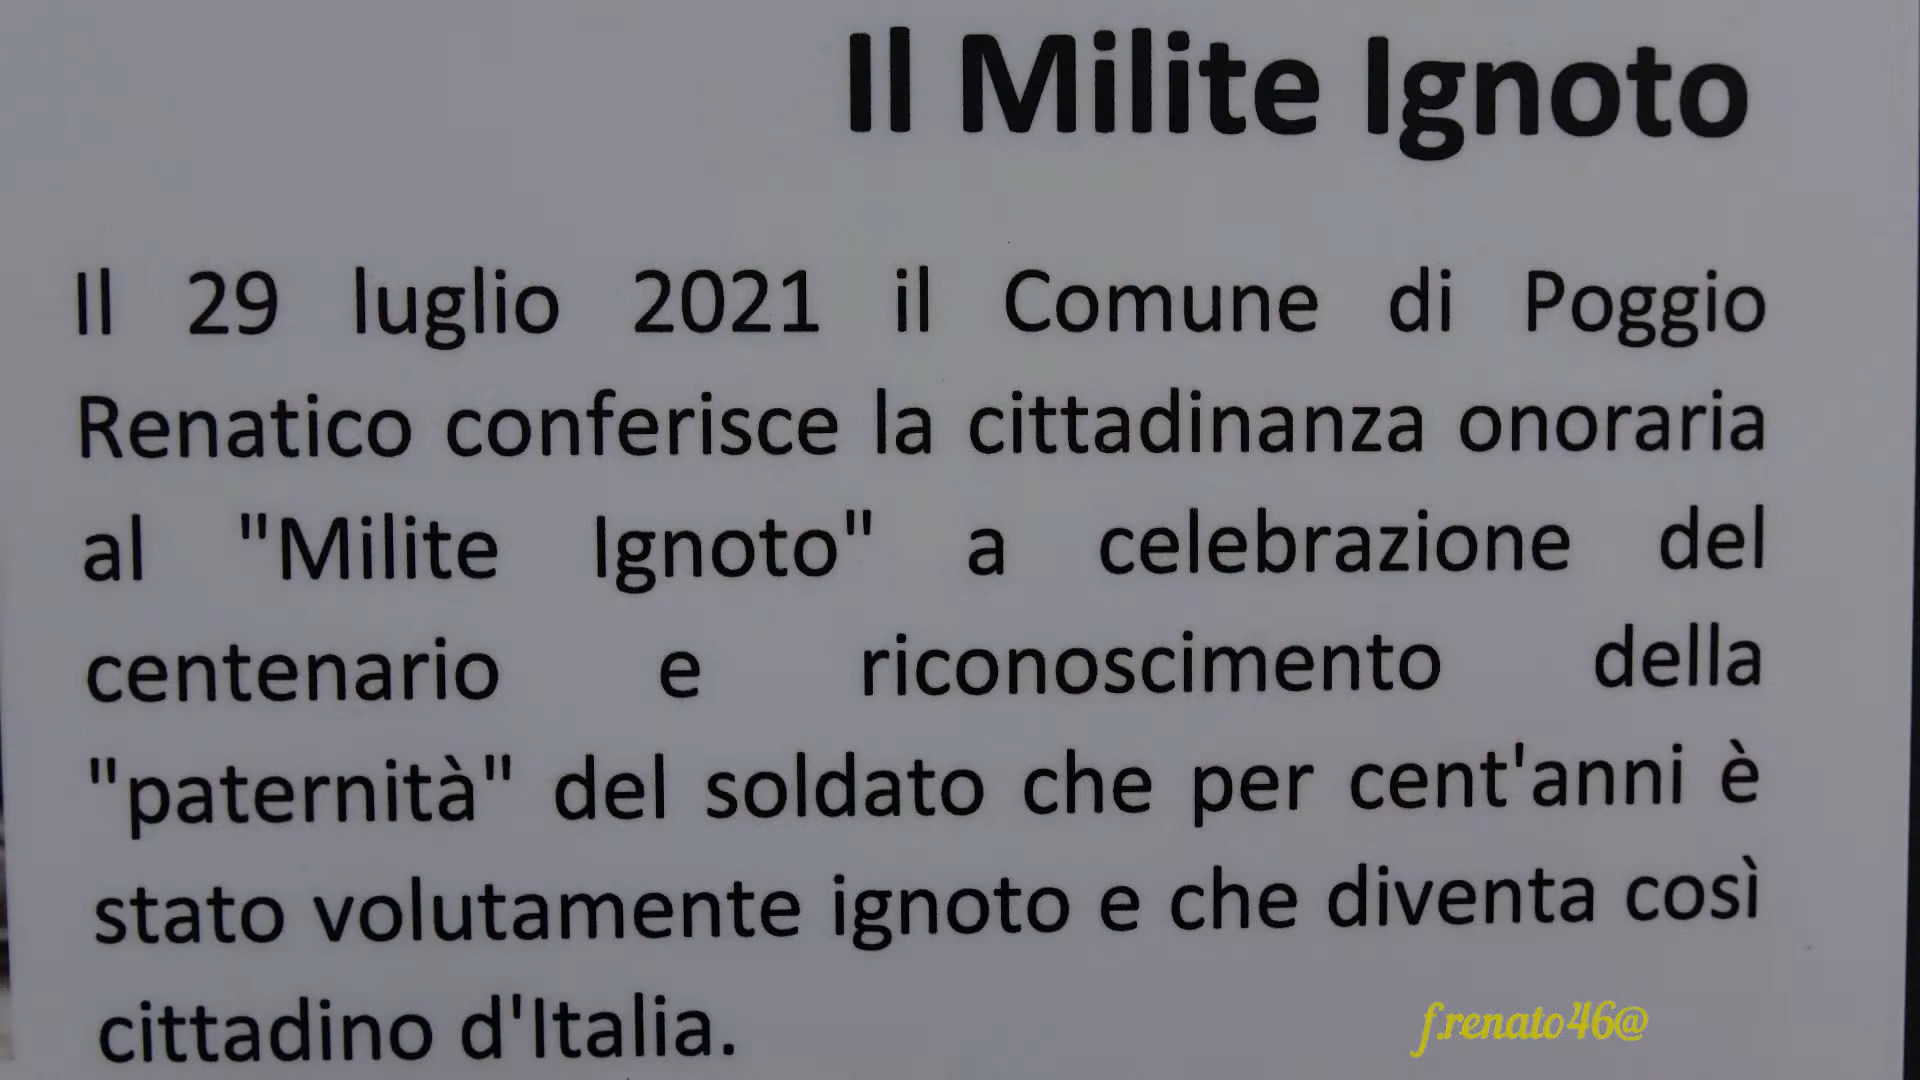 Il Milite Ignoto
Il 29 luglio 2021 il Comune di Poggio
Renatico conferisce la cittadinanza onoraria
al "Milite Ignoto" a celebrazione del
centenario e riconoscimento della
"paternità" del soldato che per cent'anni è
stato volutamente ignoto e che diventa così
cittadino d'Italia.
f.renato46@